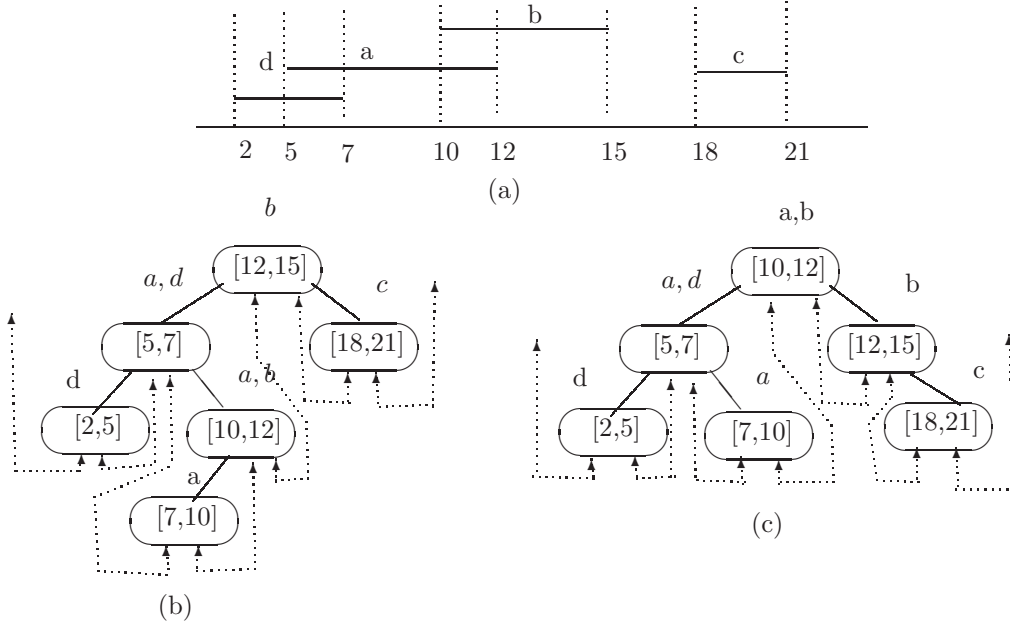 b
d a c
2 5 7 10 12 15 18 21
(a)
b
[12,15]
a, d c
[5,7] [18,21]
d a, b
[2,5] [10,12]
a
[7,10]
(b)
a,b
[10,12]
a, d b
[5,7] [12,15]
d a c
[2,5] [7,10] [18,21]
(c)